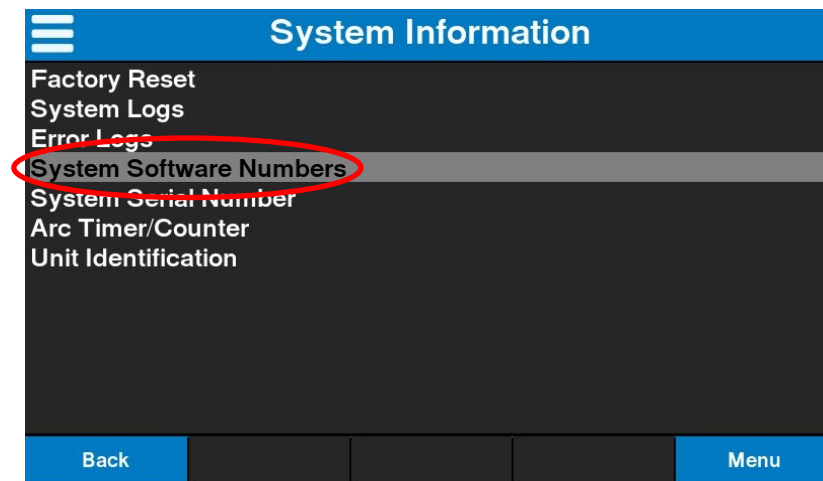 System Information
Factory Reset
System Logs
Error Logs
System Software Numbers
System Serial Number
Arc Timer/Counter
Unit Identification
Back
Menu